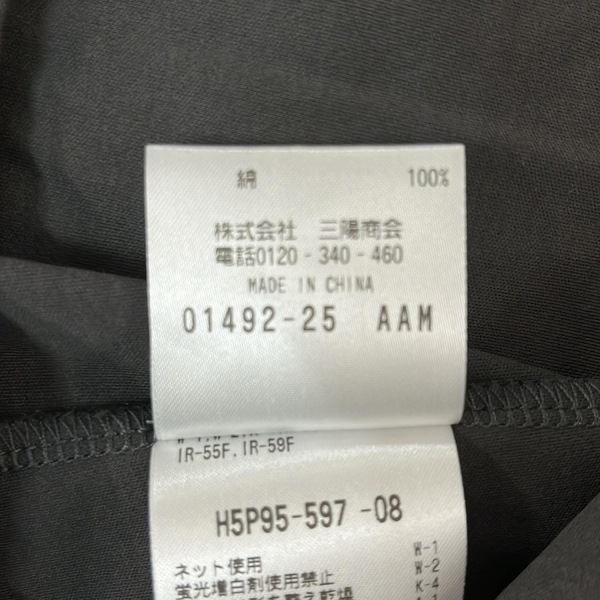 綿 100%
株式会社 三陽商会
電話0120-340-460
MADE IN CHINA
01492-25 AAM
IR-55F.IR-59F
H5P95-597 -08
ネット使用 W-1
蛍光増白剤使用禁止 W-2
K-4